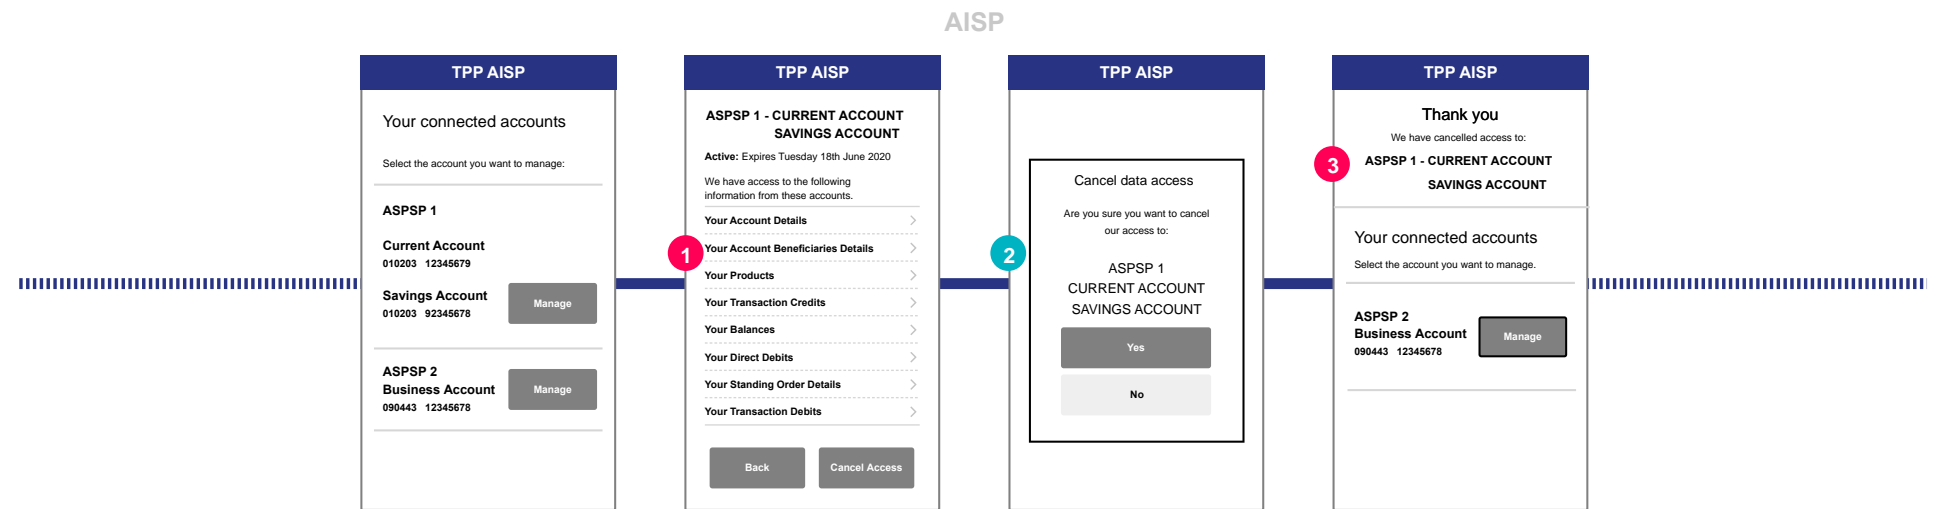 AISP
TPP AISP
Your connected accounts
Select the account you want to manage:
ASPSP 1
Current Account
010203 12345679
Savings Account
010203 92345678
Manage
ASPSP 2
Business Account
090443 12345678
Manage
TPP AISP
ASPSP 1 - CURRENT ACCOUNT
SAVINGS ACCOUNT
Active: Expires Tuesday 18th June 2020
We have access to the following
information from these accounts.
Your Account Details
1
Your Account Beneficiaries Details
Your Products
Your Transaction Credits
Your Balances
Your Direct Debits
Your Standing Order Details
Your Transaction Debits
Back
Cancel Access
TPP AISP
2
Cancel data access
Are you sure you want to cancel
our access to:
ASPSP 1
CURRENT ACCOUNT
SAVINGS ACCOUNT
Yes
No
TPP AISP
Thank you
We have cancelled access to:
3
ASPSP 1 - CURRENT ACCOUNT
SAVINGS ACCOUNT
Your connected accounts
Select the account you want to manage.
ASPSP 2
Business Account
090443 12345678
Manage